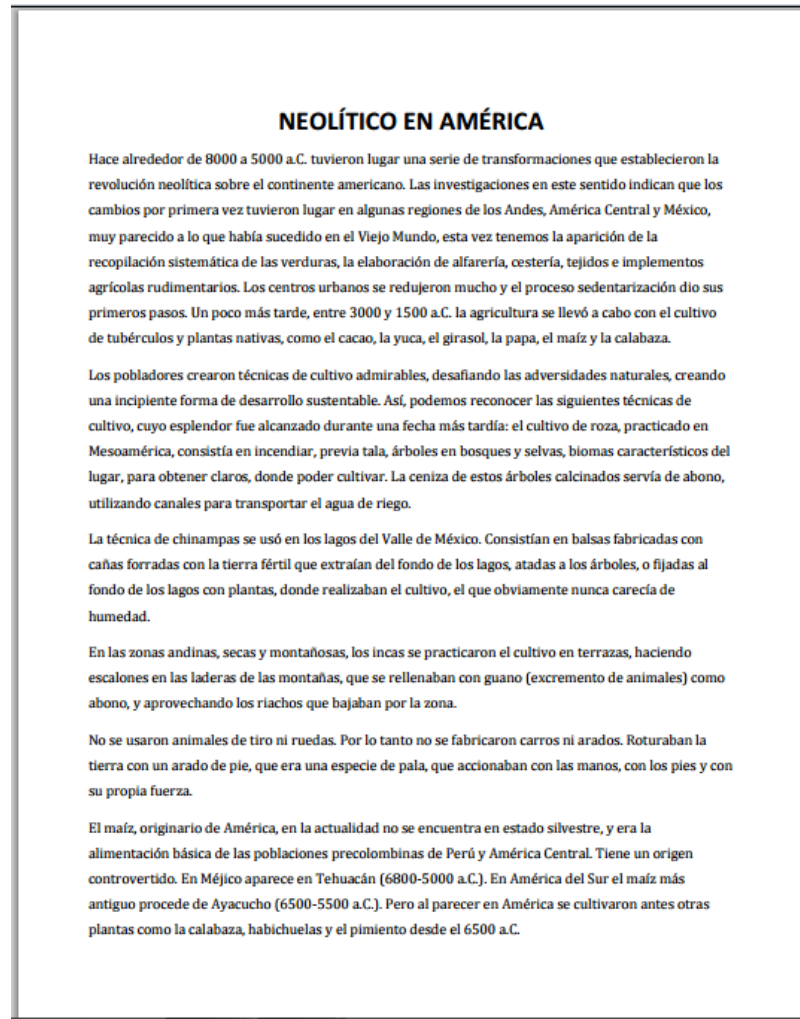 NEOLÍTICO EN AMÉRICA
Hace alrededor de 8000 a 5000 a.C. tuvieron lugar una serie de transformaciones que establecieron la
revolución neolítica sobre el continente americano. Las investigaciones en este sentido indican que los
cambios por primera vez tuvieron lugar en algunas regiones de los Andes, América Central y México,
muy parecido a lo que había sucedido en el Viejo Mundo, esta vez tenemos la aparición de la
recopilación sistemática de las verduras, la elaboración de alfarería, cestería, tejidos e implementos
agrícolas rudimentarios. Los centros urbanos se redujeron mucho y el proceso sedentarización dio sus
primeros pasos. Un poco más tarde, entre 3000 y 1500 a.C. la agricultura se llevó a cabo con el cultivo
de tubérculos y plantas nativas, como el cacao, la yuca, el girasol, la papa, el maíz y la calabaza.
Los pobladores crearon técnicas de cultivo admirables, desafiando las adversidades naturales, creando
una incipiente forma de desarrollo sustentable. Así, podemos reconocer las siguientes técnicas de
cultivo, cuyo esplendor fue alcanzado durante una fecha más tardía: el cultivo de roza, practicado en
Mesoamérica, consistía en incendiar, previa tala, árboles en bosques y selvas, biomas característicos del
lugar, para obtener claros, donde poder cultivar. La ceniza de estos árboles calcinados servía de abono,
utilizando canales para transportar el agua de riego.
La técnica de chinampas se usó en los lagos del Valle de México. Consistían en balsas fabricadas con
cañas forradas con la tierra fértil que extraían del fondo de los lagos, atadas a los árboles, o fijadas al
fondo de los lagos con plantas, donde realizaban el cultivo, el que obviamente nunca carecía de
humedad.
En las zonas andinas, secas y montañosas, los incas se practicaron el cultivo en terrazas, haciendo
escalones en las laderas de las montañas, que se rellenaban con guano (excremento de animales) como
abono, y aprovechando los riachos que bajaban por la zona.
No se usaron animales de tiro ni ruedas. Por lo tanto no se fabricaron carros ni arados. Roturaban la
tierra con un arado de pie, que era una especie de pala, que accionaban con las manos, con los pies y con
su propia fuerza.
El maíz, originario de América, en la actualidad no se encuentra en estado silvestre, y era la
alimentación básica de las poblaciones precolombinas de Perú y América Central. Tiene un origen
controvertido. En Méjico aparece en Tehuacán (6800-5000 a.C.). En América del Sur el maíz más
antiguo procede de Ayacucho (6500-5500 a.C.). Pero al parecer en América se cultivaron antes otras
plantas como la calabaza, habichuelas y el pimiento desde el 6500 a.C.